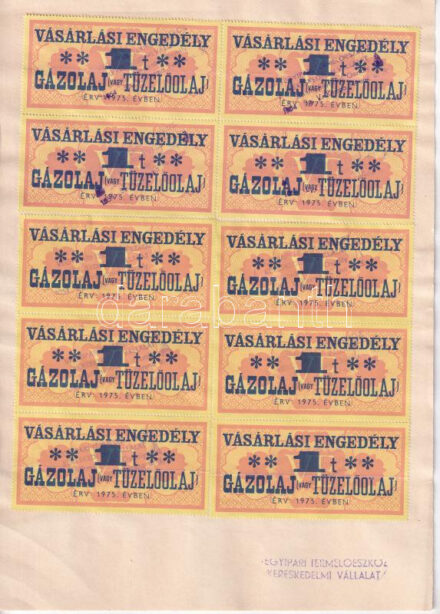 VÁSÁRLÁSI ENGEDÉLY VÁSÁRLÁSI ENGEDÉLY
** 1 t ** ** 1 t **
GÁZOLAJ (VAGY TÜZELŐOLAJ) GÁZOLAJ (VAGY TÜZELŐOLAJ)
ÉRV. 1975. ÉVBEN ÉRV. 1975. ÉVBEN
VÁSÁRLÁSI ENGEDÉLY VÁSÁRLÁSI ENGEDÉLY
** 1 t ** ** 1 t **
GÁZOLAJ (VAGY TÜZELŐOLAJ) GÁZOLAJ (VAGY TÜZELŐOLAJ)
ÉRV. 1975. ÉVBEN ÉRV. 1975. ÉVBEN
VÁSÁRLÁSI ENGEDÉLY VÁSÁRLÁSI ENGEDÉLY
** 1 t ** ** 1 t **
GÁZOLAJ (VAGY TÜZELŐOLAJ) GÁZOLAJ (VAGY TÜZELŐOLAJ)
ÉRV. 1975. ÉVBEN ÉRV. 1975. ÉVBEN
darabanth
VÁSÁRLÁSI ENGEDÉLY VÁSÁRLÁSI ENGEDÉLY
** 1 t ** ** 1 t **
GÁZOLAJ (VAGY TÜZELŐOLAJ) GÁZOLAJ (VAGY TÜZELŐOLAJ)
ÉRV. 1975. ÉVBEN ÉRV. 1975. ÉVBEN
VÁSÁRLÁSI ENGEDÉLY VÁSÁRLÁSI ENGEDÉLY
** 1 t ** ** 1 t **
GÁZOLAJ (VAGY TÜZELŐOLAJ) GÁZOLAJ (VAGY TÜZELŐOLAJ)
ÉRV. 1975. ÉVBEN ÉRV. 1975. ÉVBEN
EGYIPARI TERMELŐESZKÖZ
KERESKEDELMI VÁLLALAT